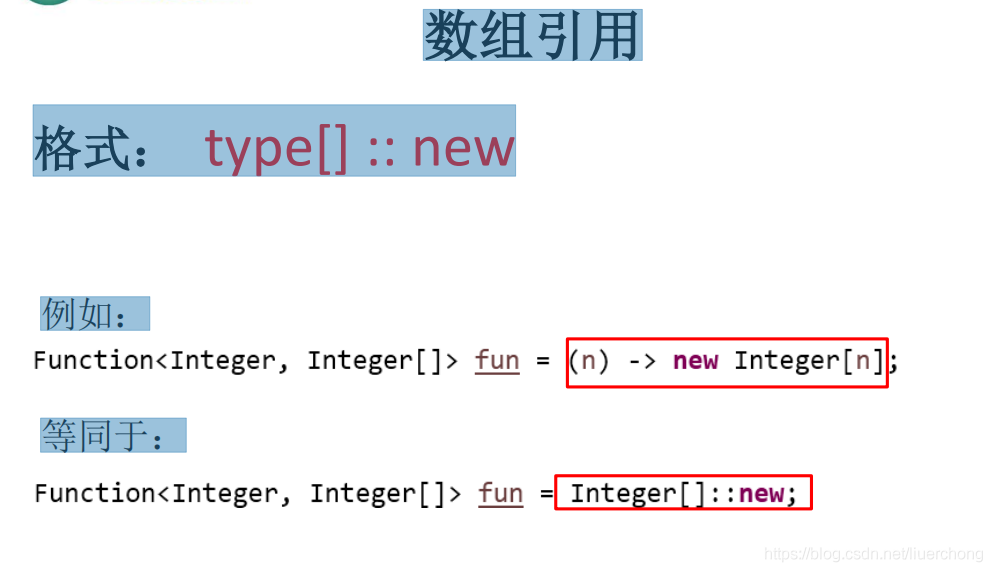 数组引用
格式： type[] :: new
例如：
Function<Integer, Integer[]> fun = (n) -> new Integer[n];
等同于：
Function<Integer, Integer[]> fun = Integer[]::new;
https://blog.csdn.net/liuerchong